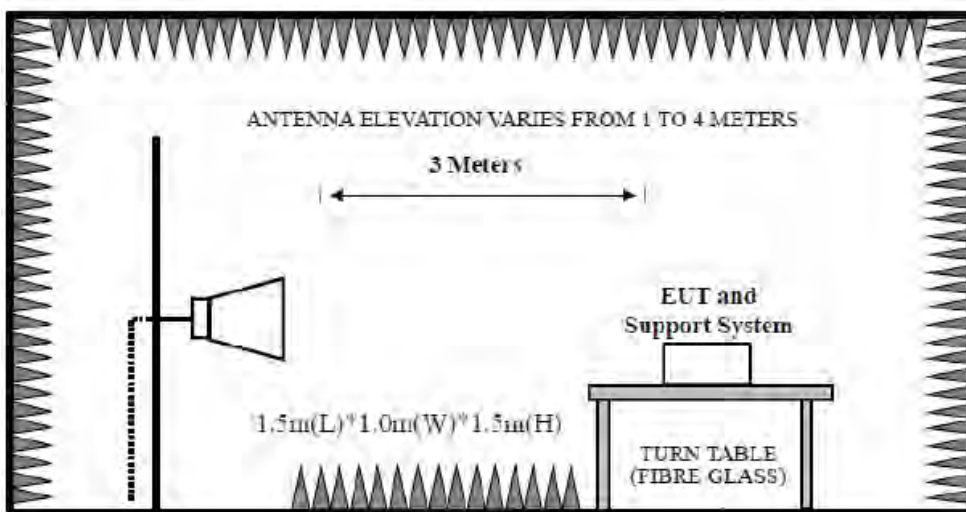 ANTENNA ELEVATION VARIES FROM 1 TO 4 METERS
3 Meters
EUT and
Support System
1.5m(L)*1.0m(W)*1.5m(H)
TURN TABLE
(FIBRE GLASS)